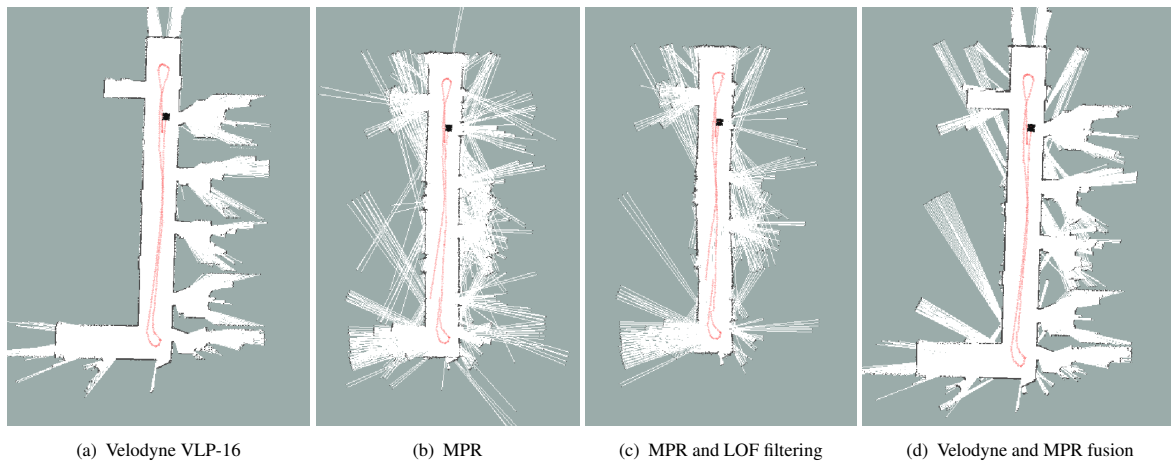 (a) Velodyne VLP-16
(b) MPR
(c) MPR and LOF filtering
(d) Velodyne and MPR fusion